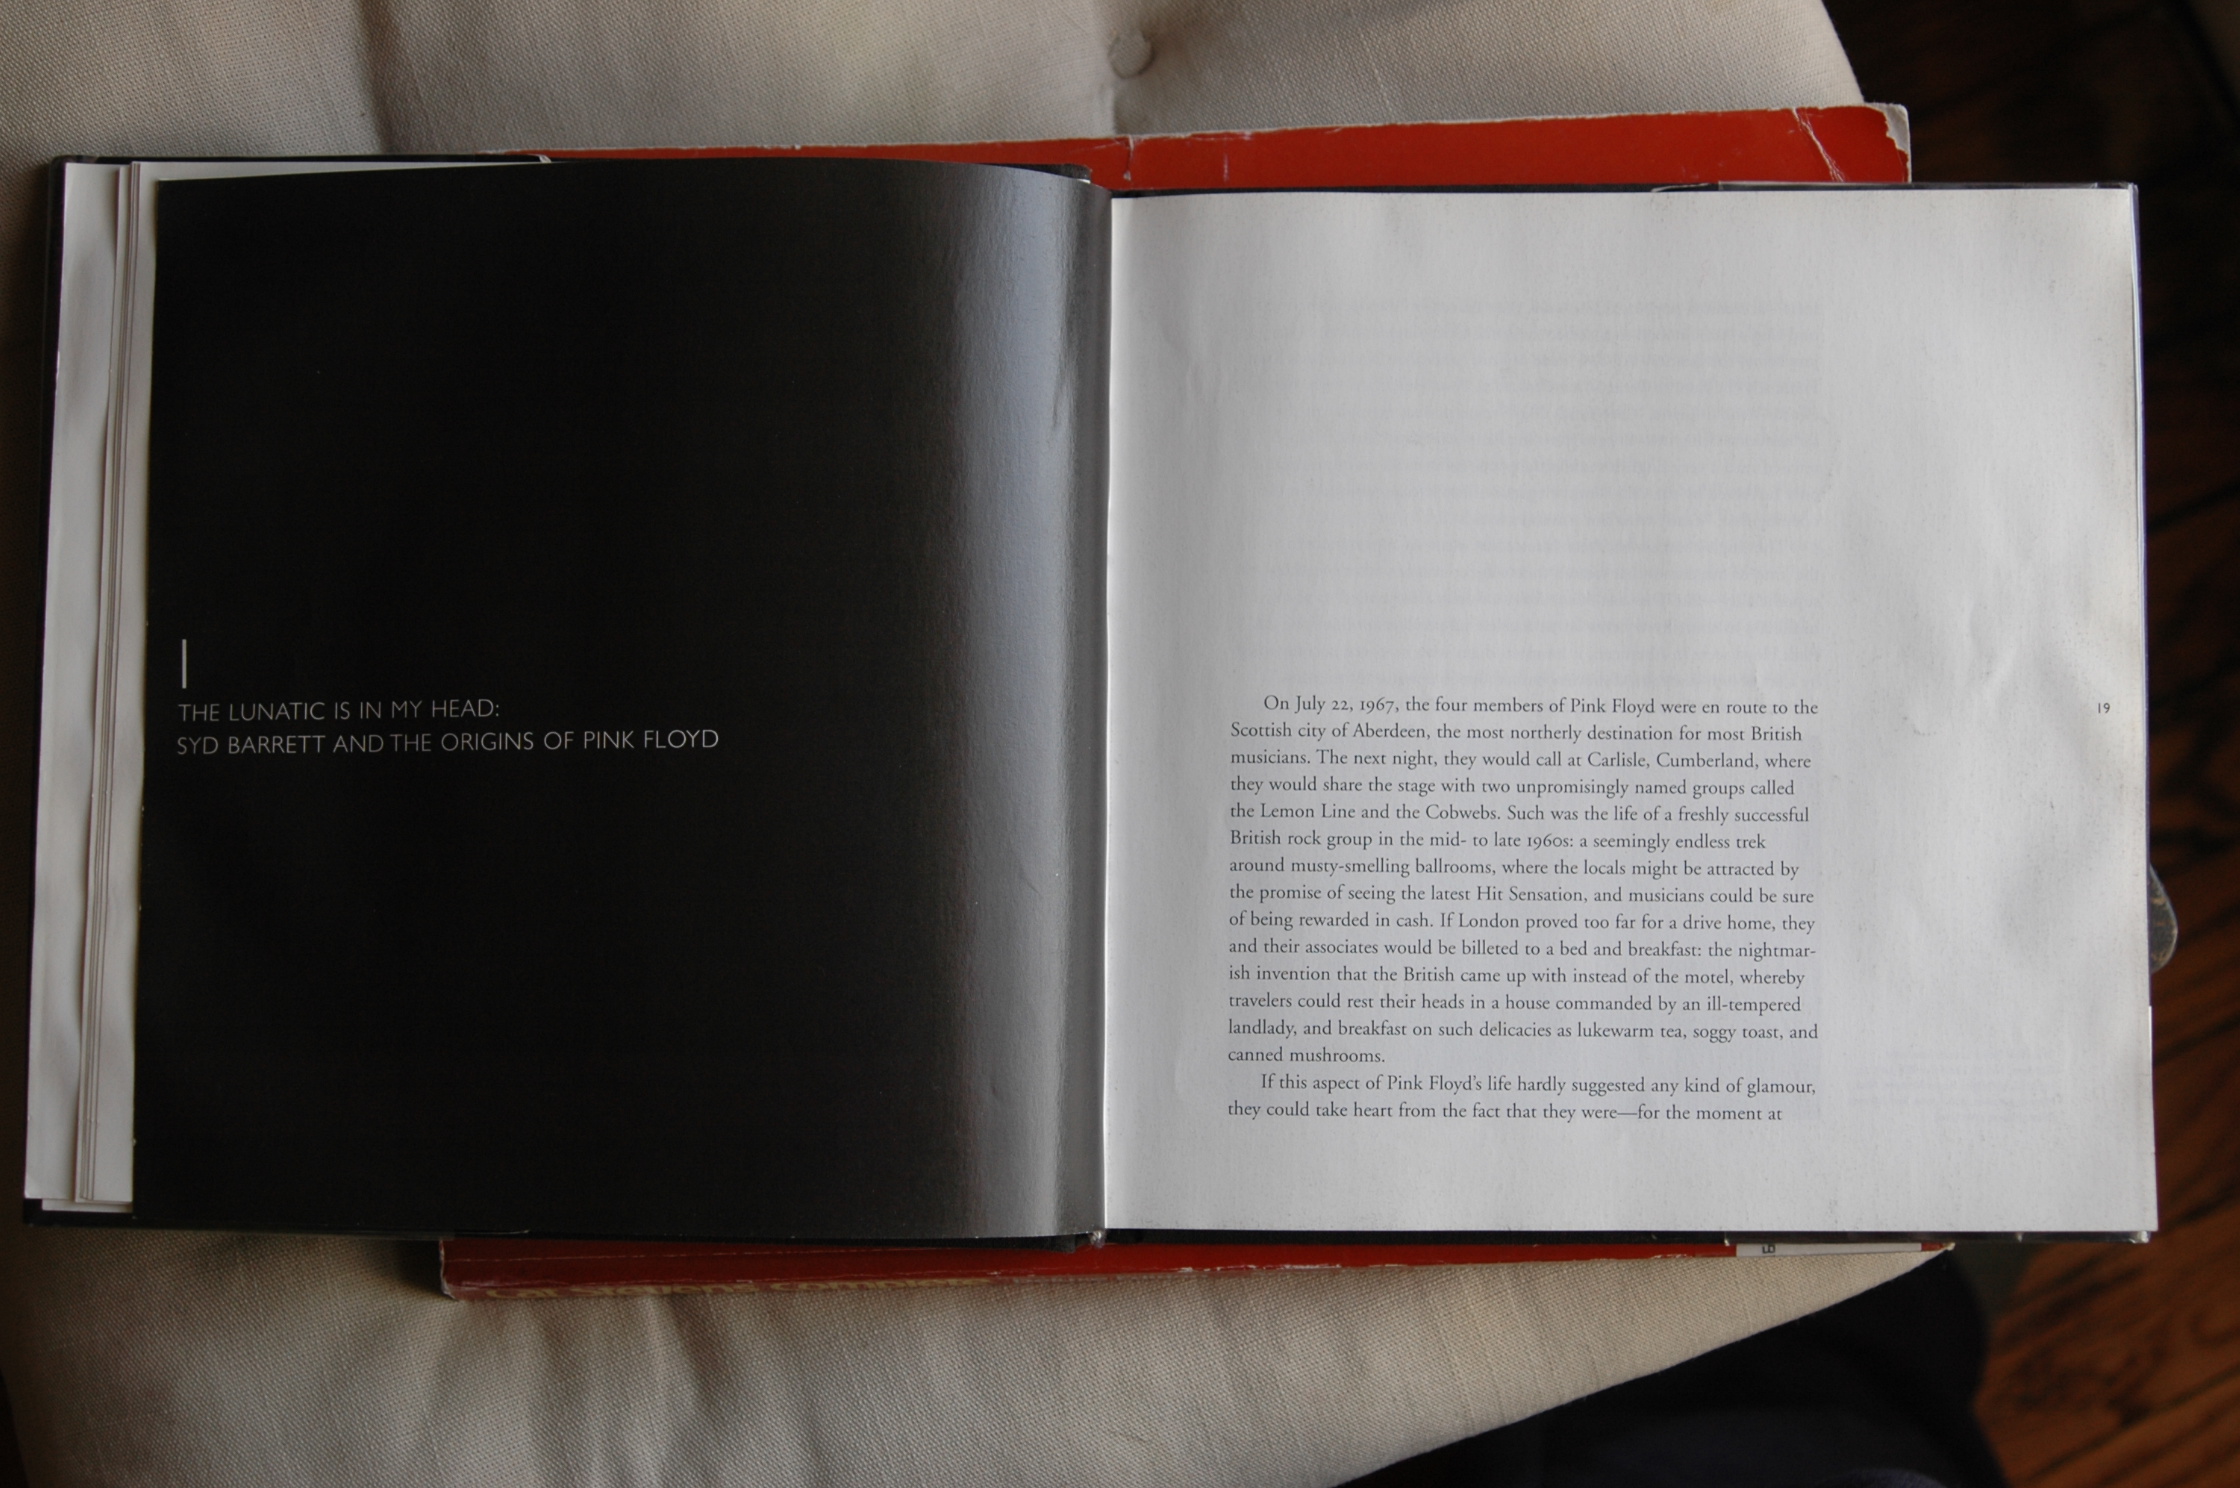 1
THE LUNATIC IS IN MY HEAD:
SYD BARRETT AND THE ORIGINS OF PINK FLOYD
On July 22, 1967, the four members of Pink Floyd were en route to the
Scottish city of Aberdeen, the most northerly destination for most British
musicians. The next night, they would call at Carlisle, Cumberland, where
they would share the stage with two unpromisingly named groups called
the Lemon Line and the Cobwebs. Such was the life of a freshly successful
British rock group in the mid- to late 1960s: a seemingly endless trek
around musty-smelling ballrooms, where the locals might be attracted by
the promise of seeing the latest Hit Sensation, and musicians could be sure
of being rewarded in cash. If London proved too far for a drive home, they
and their associates would be billeted to a bed and breakfast: the nightmar-
ish invention that the British came up with instead of the motel, whereby
travelers could rest their heads in a house commanded by an ill-tempered
landlady, and breakfast on such delicacies as lukewarm tea, soggy toast, and
canned mushrooms.
If this aspect of Pink Floyd's life hardly suggested any kind of glamour,
they could take heart from the fact that they were—for the moment at
19
Cat Stevens